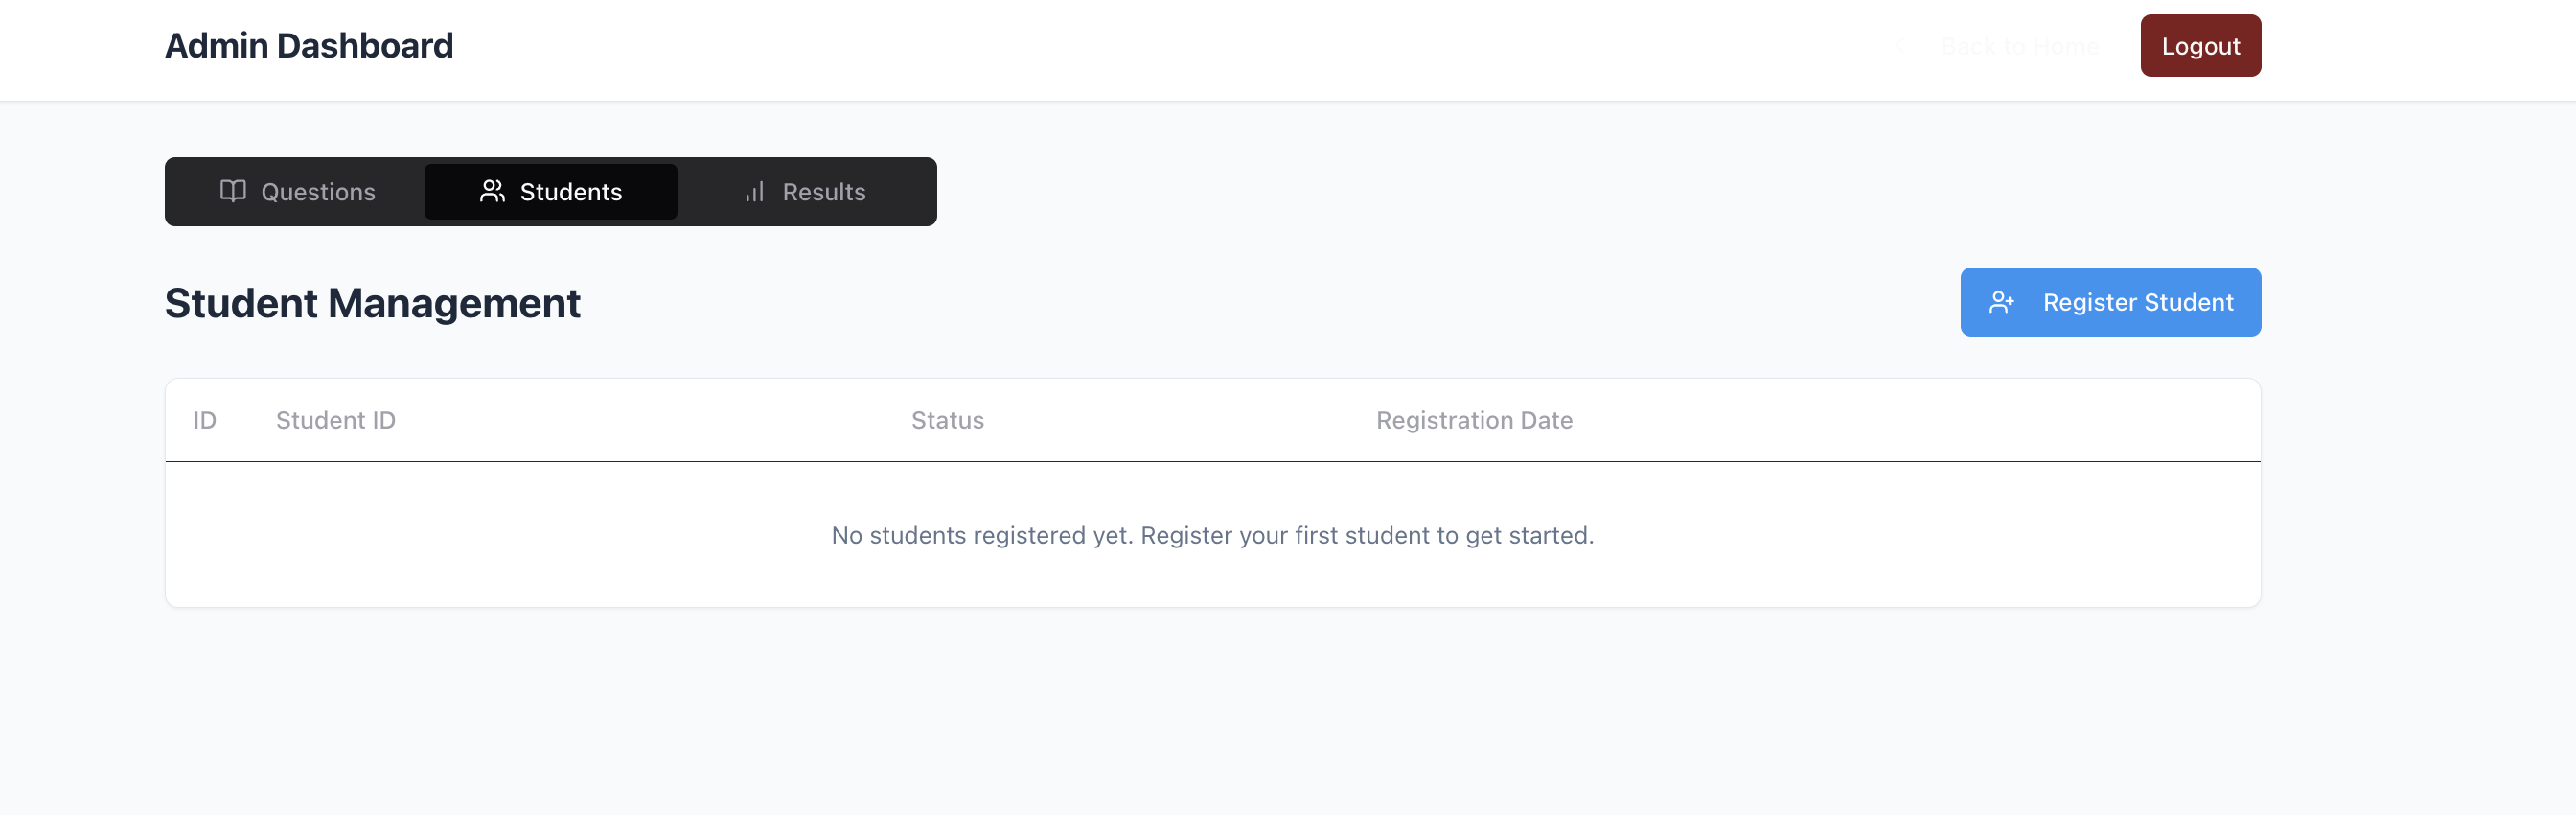 Admin Dashboard
Back to Home
Logout
Questions
Students
Results
Student Management
Register Student
ID
Student ID
Status
Registration Date
No students registered yet. Register your first student to get started.